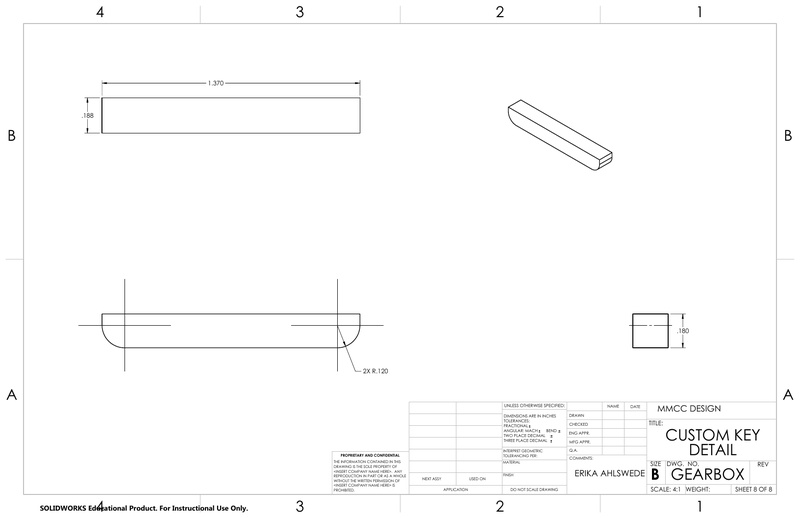 4 3 2 1
1.370
.188
B B
2X R.120
.180
A A
UNLESS OTHERWISE SPECIFIED:
DIMENSIONS ARE IN INCHES
TOLERANCES:
FRACTIONAL ±
ANGULAR: MACH ± BEND ±
TWO PLACE DECIMAL ±
THREE PLACE DECIMAL ±
INTERPRET GEOMETRIC
TOLERANCING PER:
MATERIAL
FINISH
DO NOT SCALE DRAWING
NAME DATE
DRAWN
CHECKED
ENG APPR.
MFG APPR.
Q.A.
COMMENTS:
ERIKA AHLSWEDE
MMCC DESIGN
TITLE:
CUSTOM KEY
DETAIL
SIZE DWG. NO. REV
B GEARBOX
SCALE: 4:1 WEIGHT: SHEET 8 OF 8
PROPRIETARY AND CONFIDENTIAL
THE INFORMATION CONTAINED IN THIS
DRAWING IS THE SOLE PROPERTY OF
<INSERT COMPANY NAME HERE>. ANY
REPRODUCTION IN PART OR AS A WHOLE
WITHOUT THE WRITTEN PERMISSION OF
<INSERT COMPANY NAME HERE> IS
PROHIBITED.
NEXT ASSY USED ON
APPLICATION
4 3 2 1
SOLIDWORKS Educational Product. For Instructional Use Only.